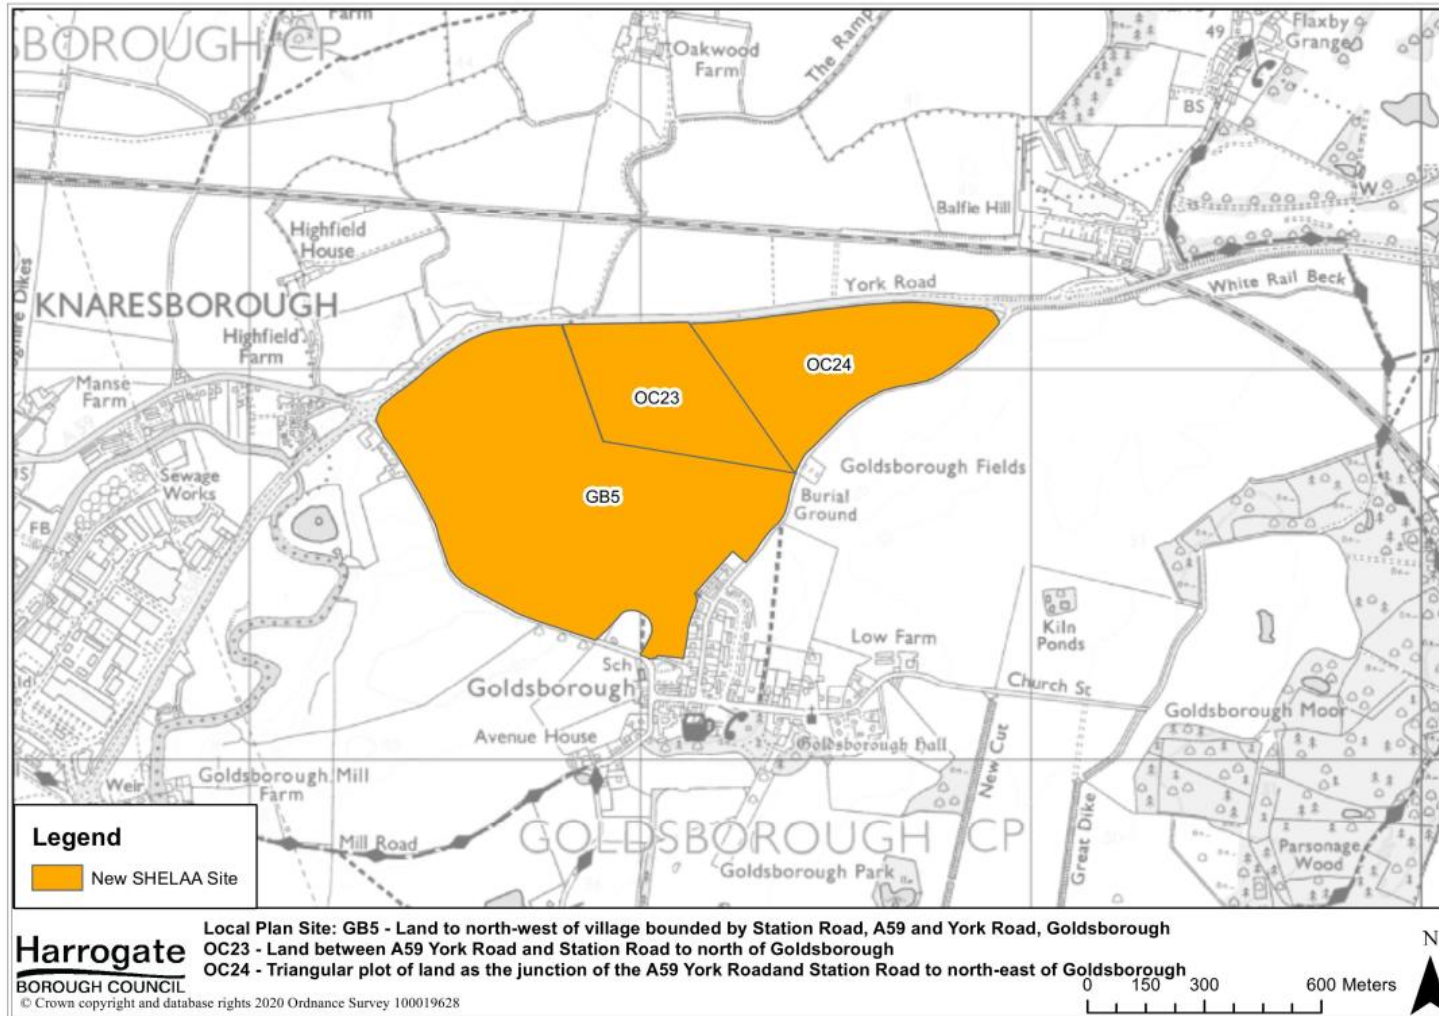 SBOROUGH CP
Farm
Oakwood
Farm
The Ramp
49
Flaxby
Grange
BS
W
Balfie Hill
Highfield
House
York Road
White Rail Beck
KNARESBOROUGH
Highfield
Farm
Manse
Farm
A 59
OC24
OC23
Sewage
Works
FB
GB5
Goldsborough Fields
Burial
Ground
Kiln
Ponds
Low Farm
Sch
Church St
Goldsborough
Goldsborough Moor
Avenue House
Goldsborough Hall
New Cut
Weir
Goldsborough Mill
Farm
Mill Road
GOLDSBOROUGH CP
Great Dike
Goldsborough Park
Parsonage
Wood
Legend
New SHELAA Site
Harrogate
BOROUGH COUNCIL
Local Plan Site: GB5 - Land to north-west of village bounded by Station Road, A59 and York Road, Goldsborough
OC23 - Land between A59 York Road and Station Road to north of Goldsborough
OC24 - Triangular plot of land as the junction of the A59 York Roadand Station Road to north-east of Goldsborough
© Crown copyright and database rights 2020 Ordnance Survey 100019628
0 150 300 600 Meters
N